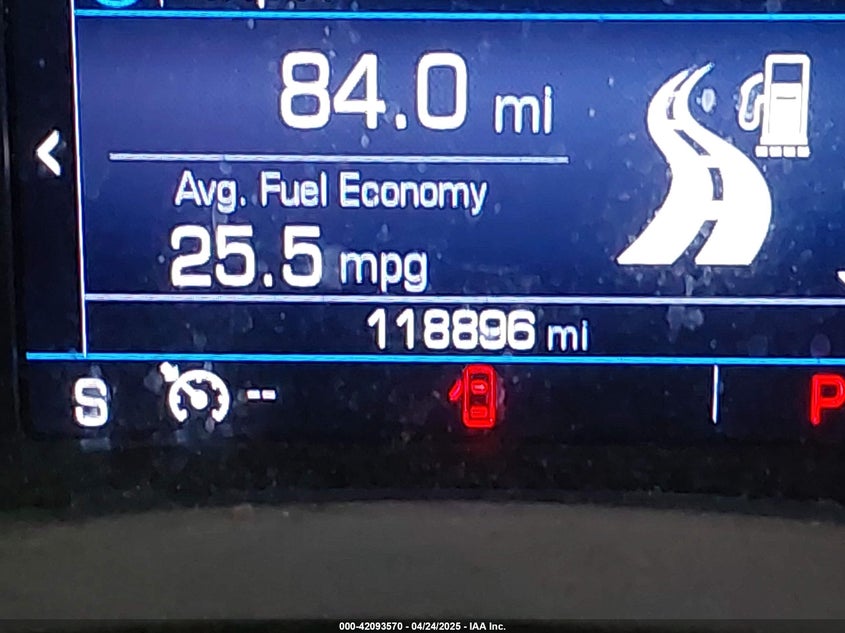 84.0 mi
Avg. Fuel Economy
25.5 mpg
118896 mi
S -- P
000-42093570 - 04/24/2025 - IAA Inc.